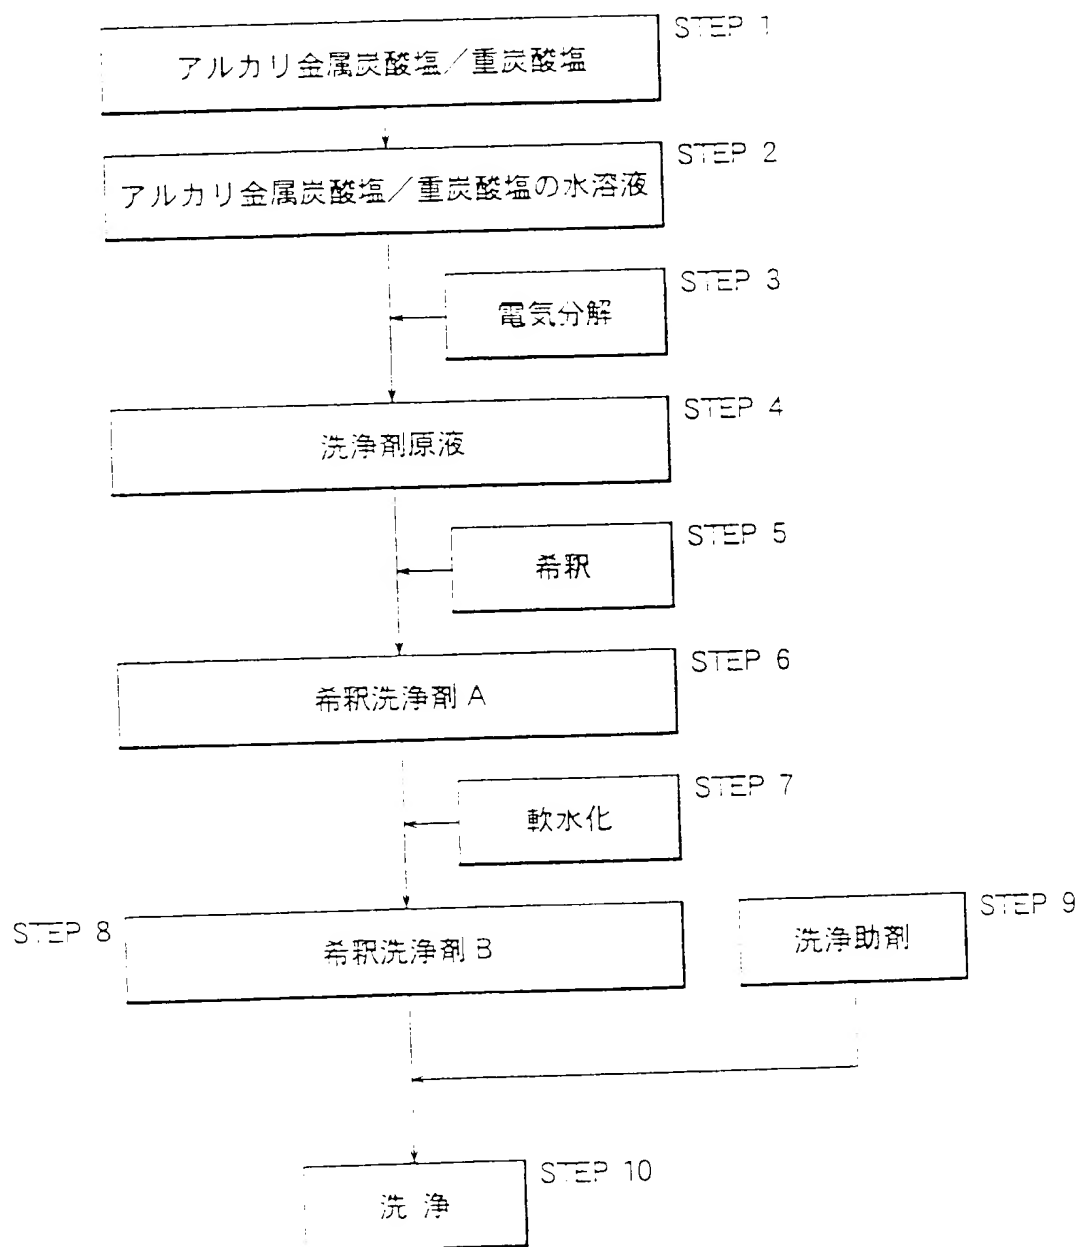 STEP 1
アルカリ金属炭酸塩／重炭酸塩
STEP 2
アルカリ金属炭酸塩／重炭酸塩の水溶液
STEP 3
電気分解
STEP 4
洗浄剤原液
STEP 5
希釈
STEP 6
希釈洗浄剤 A
STEP 7
軟水化
STEP 8
希釈洗浄剤 B
STEP 9
洗浄助剤
STEP 10
洗 浄